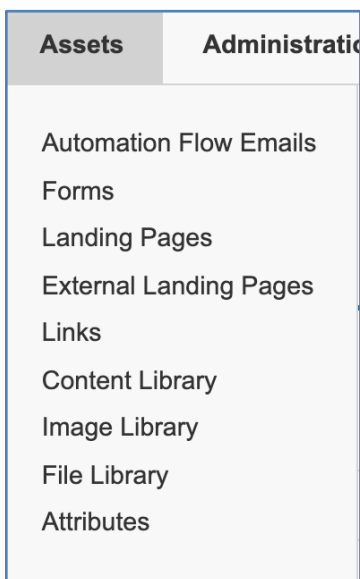 Assets Administratio
Automation Flow Emails
Forms
Landing Pages
External Landing Pages
Links
Content Library
Image Library
File Library
Attributes